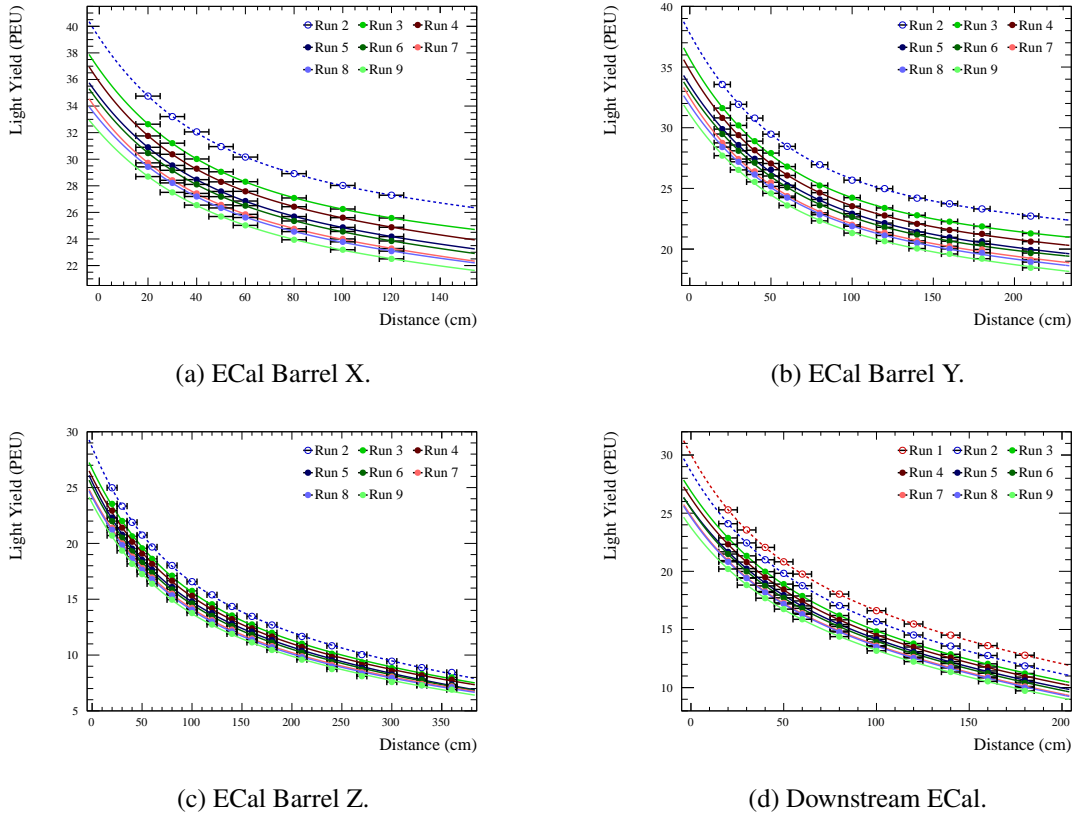 Light Yield (PEU)
40
38
36
34
32
30
28
26
24
22
Run 2 Run 3 Run 4
Run 5 Run 6 Run 7
Run 8 Run 9
0 20 40 60 80 100 120 140
Distance (cm)
(a) ECal Barrel X.
Light Yield (PEU)
40
35
30
25
20
Run 2 Run 3 Run 4
Run 5 Run 6 Run 7
Run 8 Run 9
0 50 100 150 200
Distance (cm)
(b) ECal Barrel Y.
Light Yield (PEU)
30
25
20
15
10
5
Run 2 Run 3 Run 4
Run 5 Run 6 Run 7
Run 8 Run 9
0 50 100 150 200 250 300 350
Distance (cm)
(c) ECal Barrel Z.
Light Yield (PEU)
30
25
20
15
10
Run 1 Run 2 Run 3
Run 4 Run 5 Run 6
Run 7 Run 8 Run 9
0 50 100 150 200
Distance (cm)
(d) Downstream ECal.